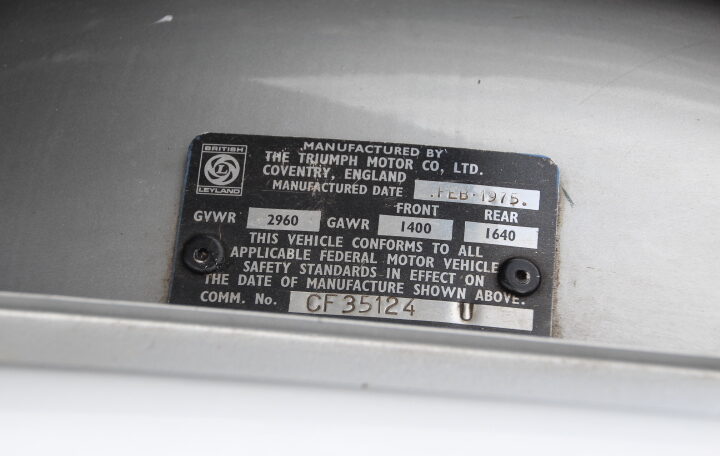 BRITISH
L
LEYLAND
MANUFACTURED BY
THE TRIUMPH MOTOR CO, LTD.
COVENTRY, ENGLAND
MANUFACTURED DATE .FEB-1975.
FRONT REAR
GVWR 2960 GAWR 1400 1640
THIS VEHICLE CONFORMS TO ALL
APPLICABLE FEDERAL MOTOR VEHICLE
SAFETY STANDARDS IN EFFECT ON
THE DATE OF MANUFACTURE SHOWN ABOVE.
COMM. No. CF35124 U